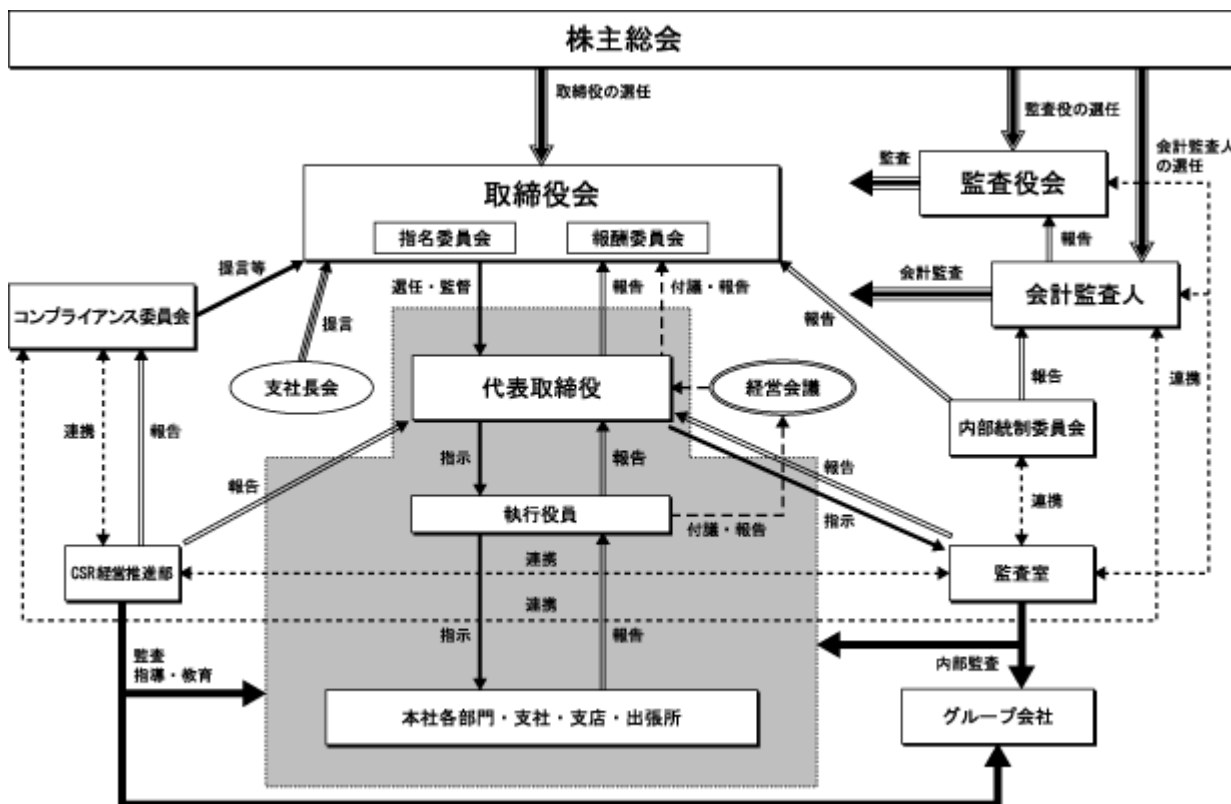 株主総会
取締役の選任
監査役の選任
会計監査人
の選任
監査
監査役会
取締役会
指名委員会
報酬委員会
報告
提言等
選任・監督
報告
付議・報告
会計監査
会計監査人
コンプライアンス委員会
提言
報告
支社長会
代表取締役
経営会議
報告
連携
内部統制委員会
連携
報告
指示
報告
報告
報告
執行役員
付議・報告
指示
連携
CSR経営推進部
連携
監査室
連携
指示
報告
監査
指導・教育
内部監査
本社各部門・支社・支店・出張所
グループ会社